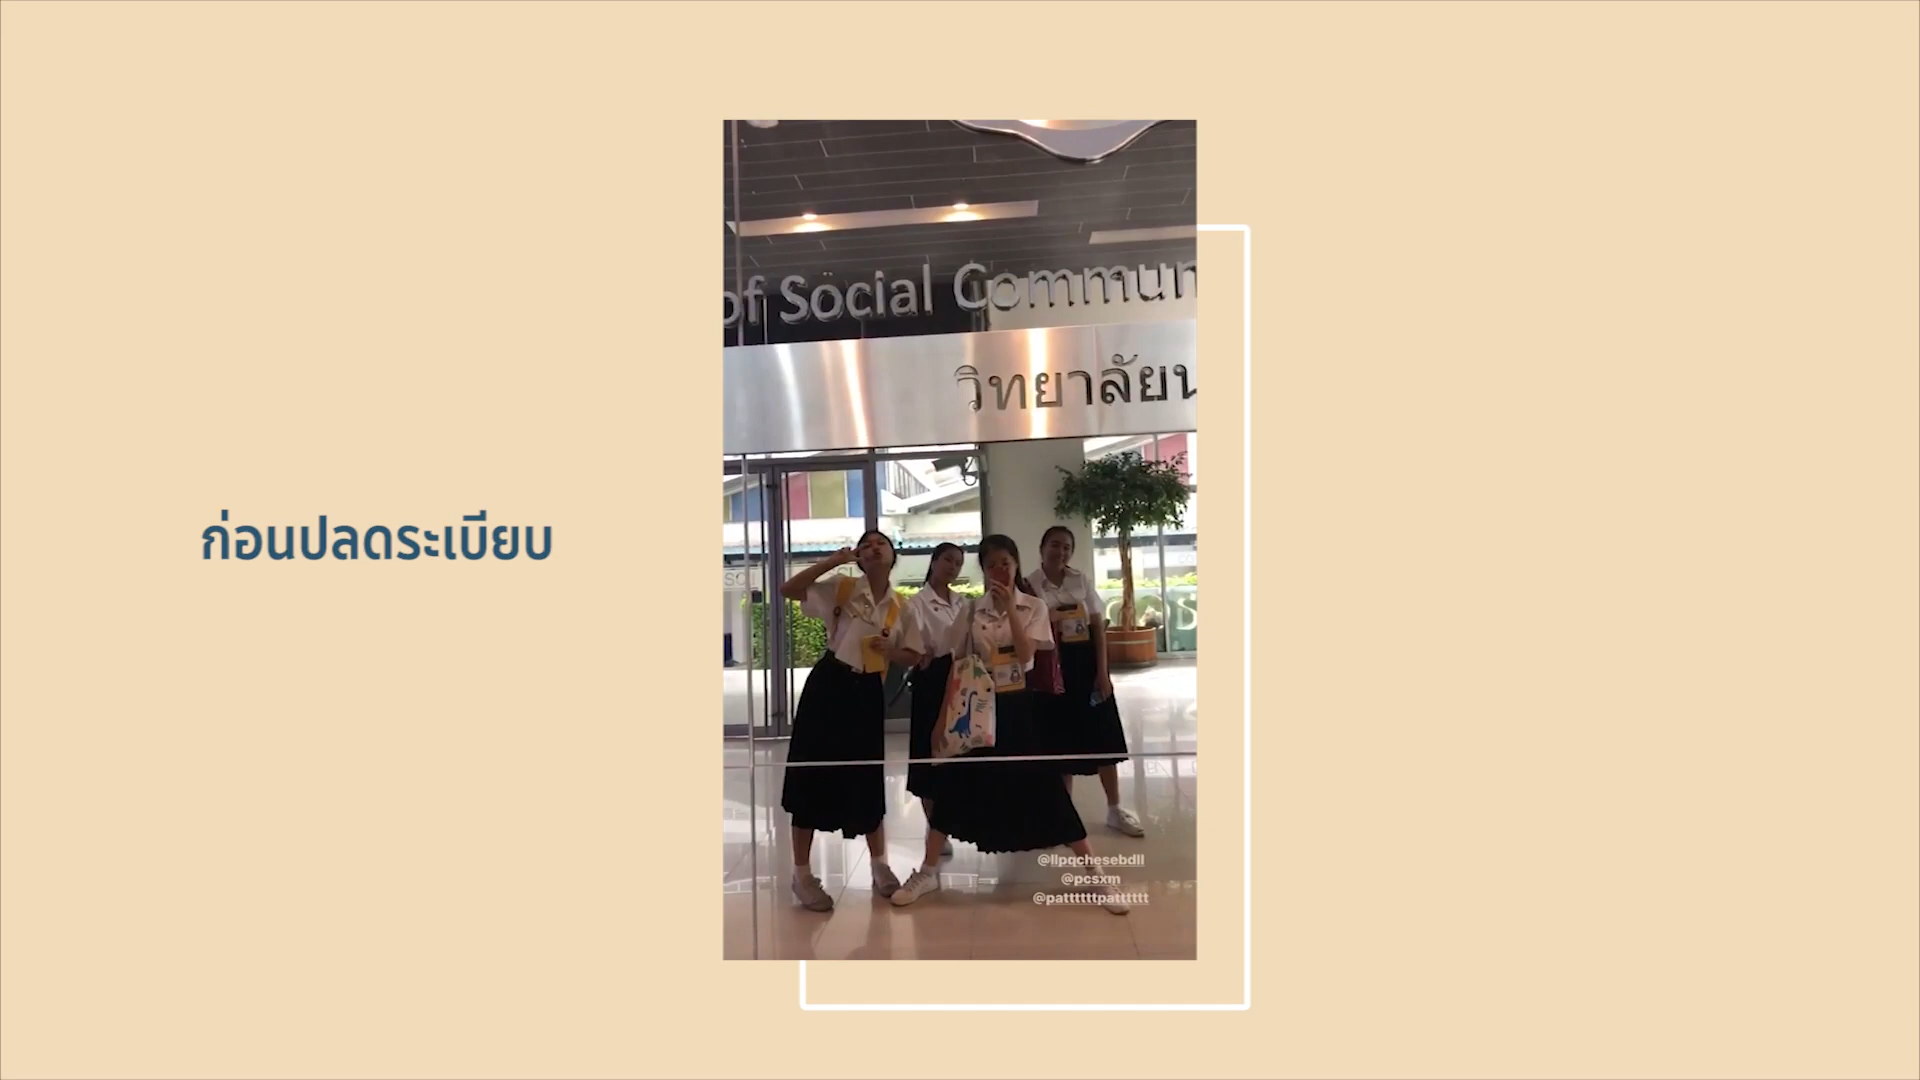 ก่อนปลดระเบียบ
of Social Commun
วิทยาลัยน
@llpqchesebdll
@pcsxm
@pattttttpatttttt